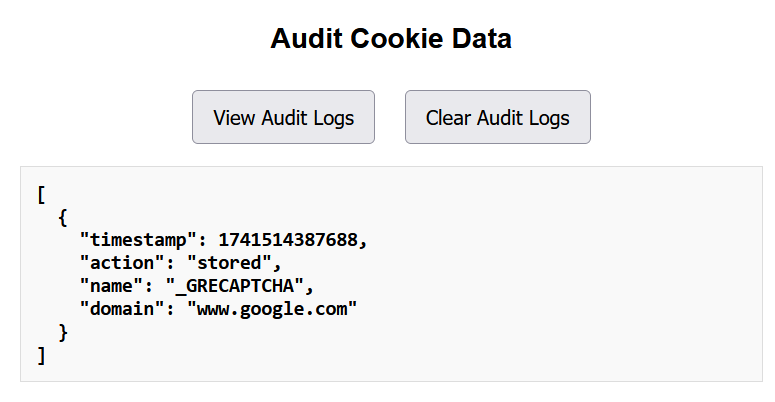 Audit Cookie Data
View Audit Logs Clear Audit Logs
[
  {
    "timestamp": 1741514387688,
    "action": "stored",
    "name": "_GRECAPTCHA",
    "domain": "www.google.com"
  }
]